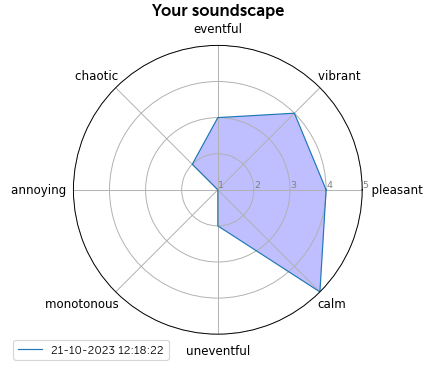 Your soundscape
eventful
chaotic
vibrant
annoying
1
2
3
4
5
pleasant
monotonous
calm
21-10-2023 12:18:22
uneventful